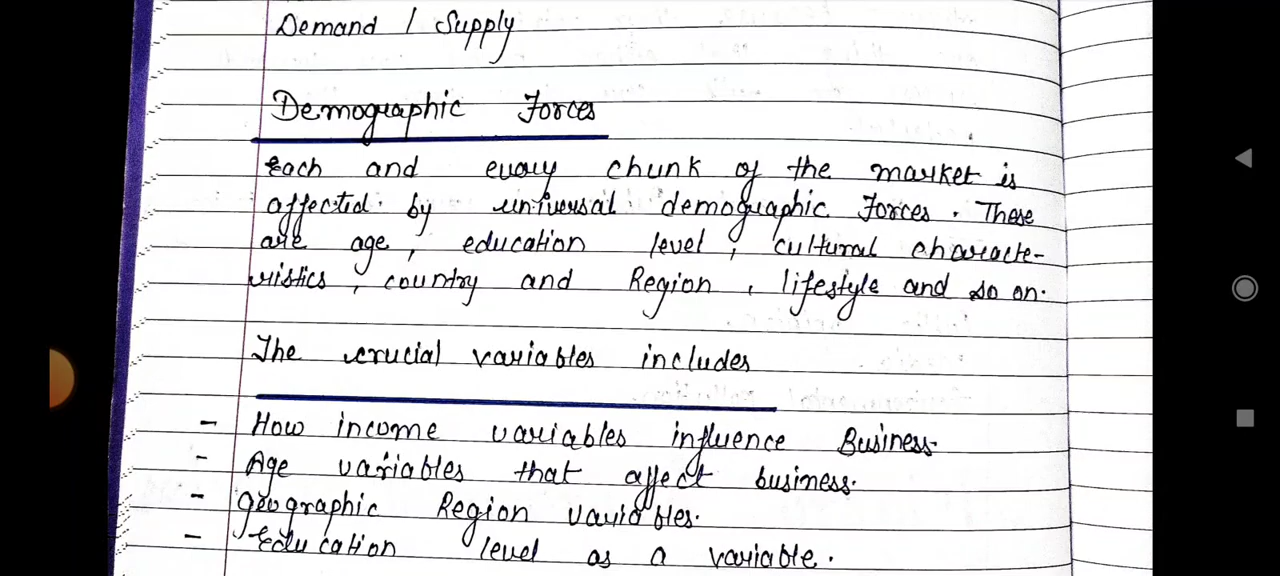 Demand / Supply
Demographic Forces
Each and every chunk of the market is
affected by universal demographic Forces. These
are age, education level, cultural characte-
ristics, country and Region, lifestyle and so on.
The crucial variables includes
- How income variables influence Business.
- Age variables that affect business.
- Geographic Region variables.
- Education level as a variable.